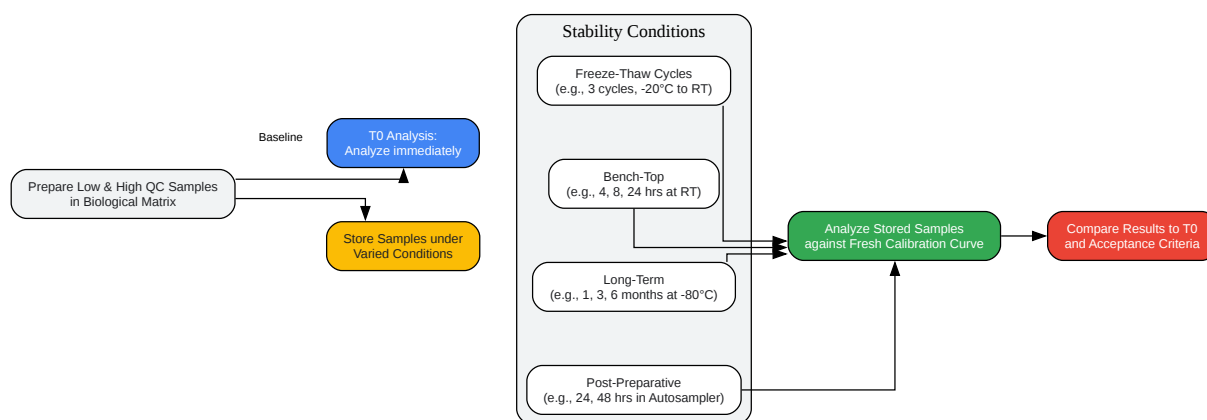 Stability Conditions
Freeze-Thaw Cycles
(e.g., 3 cycles, -20°C to RT)
Baseline
T0 Analysis:
Analyze immediately
Prepare Low & High QC Samples
in Biological Matrix
Bench-Top
(e.g., 4, 8, 24 hrs at RT)
Store Samples under
Varied Conditions
Analyze Stored Samples
against Fresh Calibration Curve
Compare Results to T0
and Acceptance Criteria
Long-Term
(e.g., 1, 3, 6 months at -80°C)
Post-Preparative
(e.g., 24, 48 hrs in Autosampler)